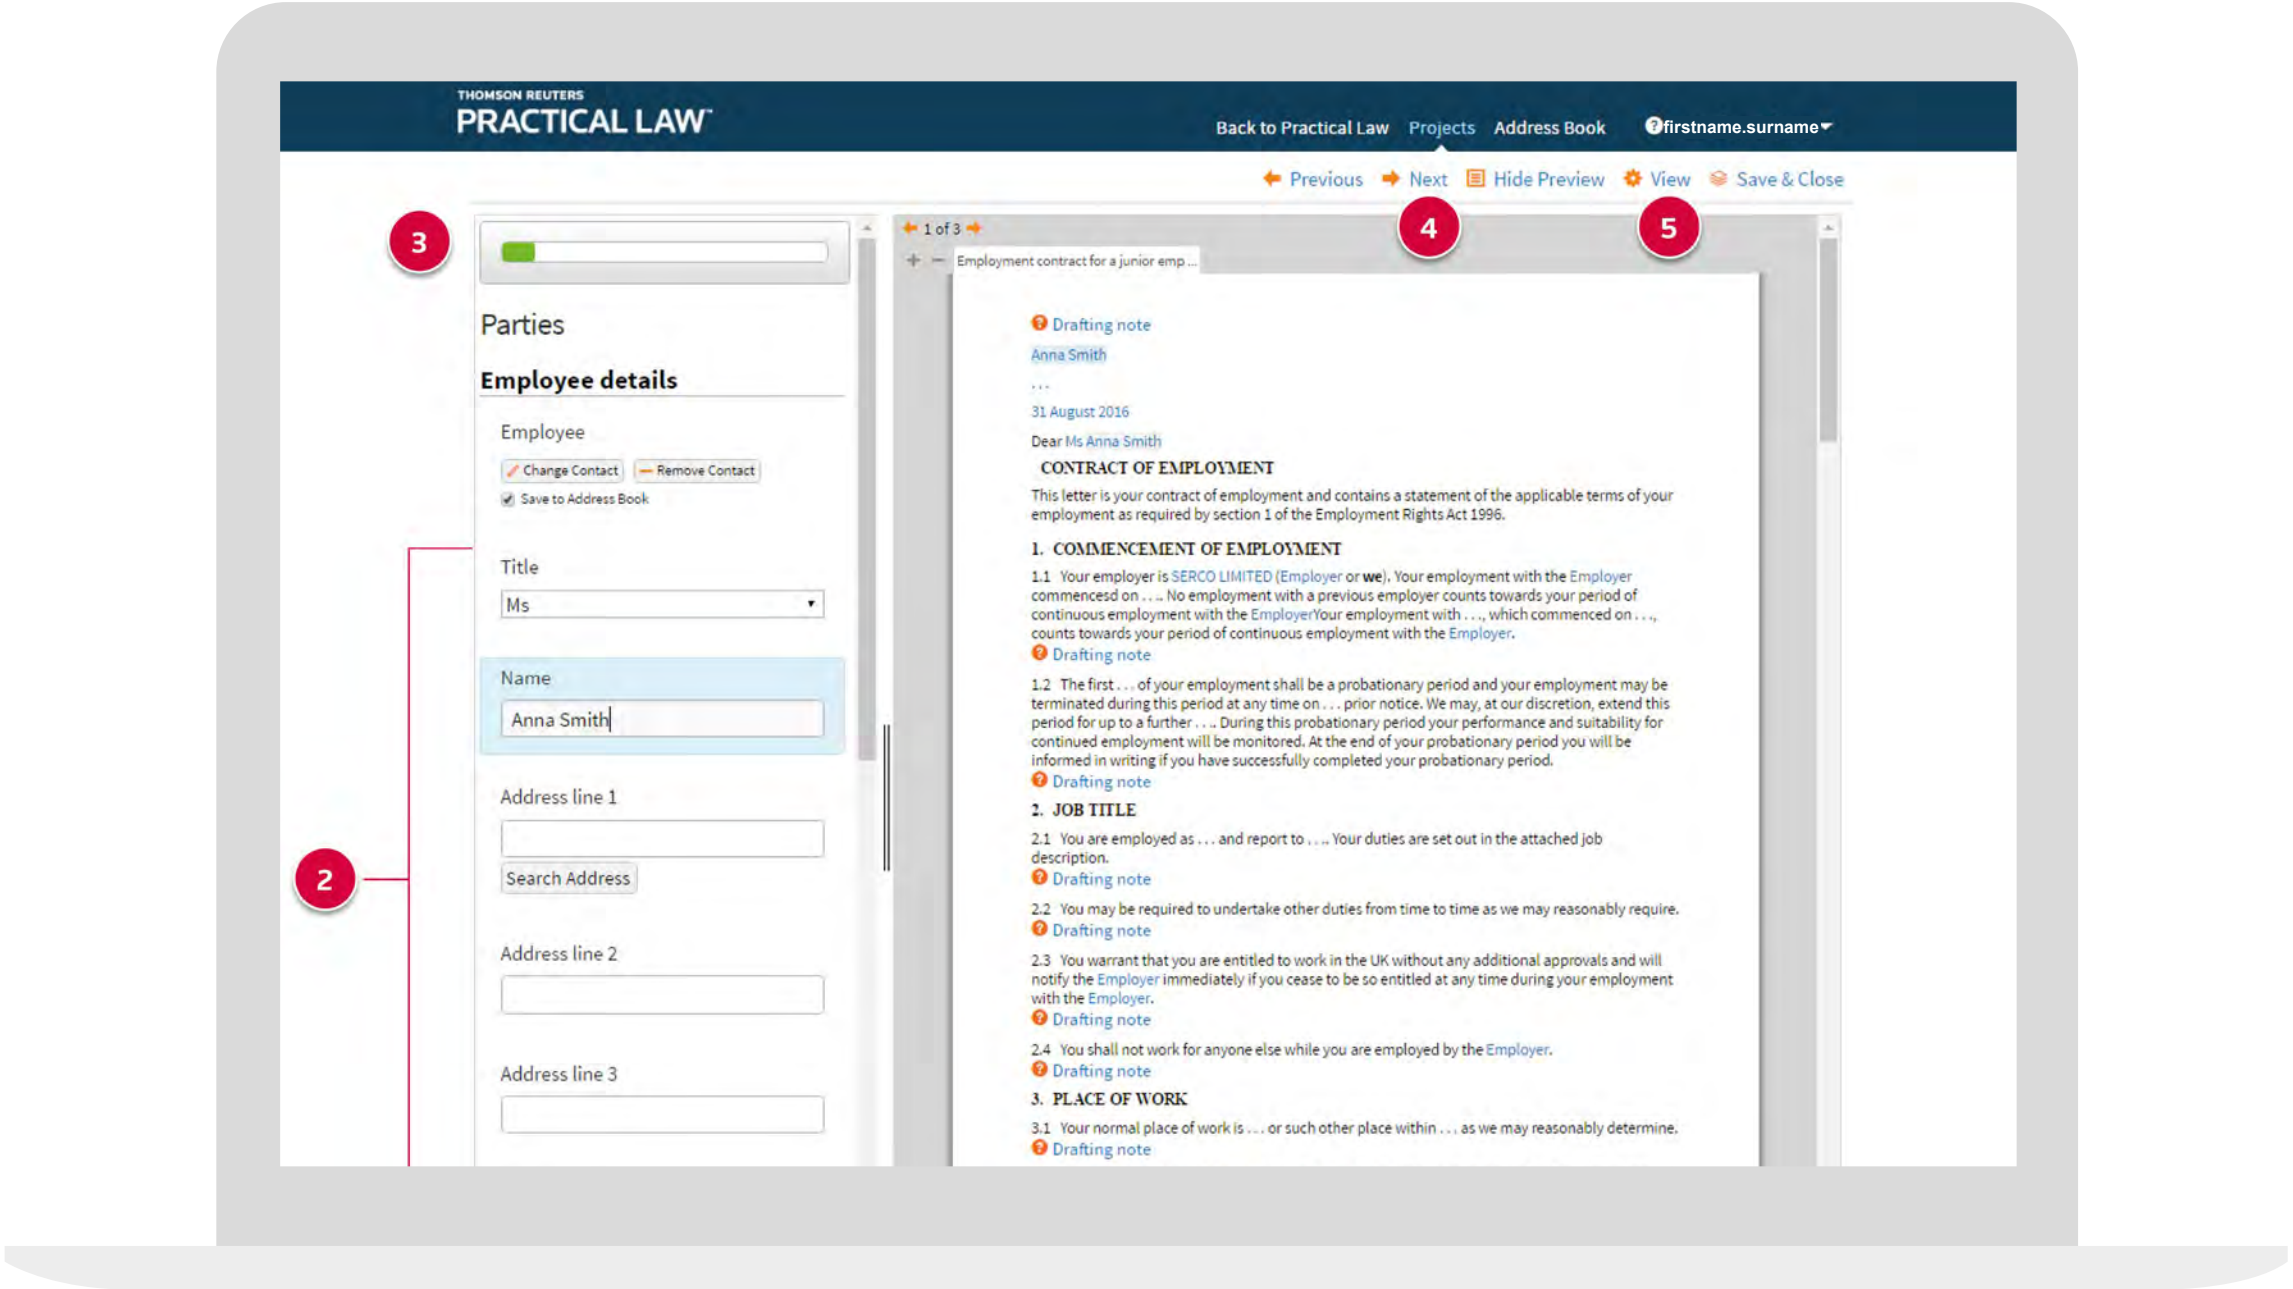 THOMSON REUTERS
PRACTICAL LAW™
Back to Practical Law Projects Address Book ?firstname.surname
Previous Next Hide Preview View Save & Close
3
4
5
1 of 3
+ − Employment contract for a junior emp ...
Parties
Employee details
Employee
Change Contact Remove Contact
Save to Address Book
Title
Ms
Name
Anna Smith
Address line 1
Search Address
2
Address line 2
Address line 3
? Drafting note
Anna Smith
. . .
31 August 2016
Dear Ms Anna Smith
CONTRACT OF EMPLOYMENT
This letter is your contract of employment and contains a statement of the applicable terms of your
employment as required by section 1 of the Employment Rights Act 1996.
1. COMMENCEMENT OF EMPLOYMENT
1.1 Your employer is SERCO LIMITED (Employer or we). Your employment with the Employer
commencesd on . . .. No employment with a previous employer counts towards your period of
continuous employment with the EmployerYour employment with . . ., which commenced on . . .,
counts towards your period of continuous employment with the Employer.
? Drafting note
1.2 The first . . . of your employment shall be a probationary period and your employment may be
terminated during this period at any time on . . . prior notice. We may, at our discretion, extend this
period for up to a further . . .. During this probationary period your performance and suitability for
continued employment will be monitored. At the end of your probationary period you will be
informed in writing if you have successfully completed your probationary period.
? Drafting note
2. JOB TITLE
2.1 You are employed as . . . and report to . . .. Your duties are set out in the attached job
description.
? Drafting note
2.2 You may be required to undertake other duties from time to time as we may reasonably require.
? Drafting note
2.3 You warrant that you are entitled to work in the UK without any additional approvals and will
notify the Employer immediately if you cease to be so entitled at any time during your employment
with the Employer.
? Drafting note
2.4 You shall not work for anyone else while you are employed by the Employer.
? Drafting note
3. PLACE OF WORK
3.1 Your normal place of work is . . . or such other place within . . . as we may reasonably determine.
? Drafting note